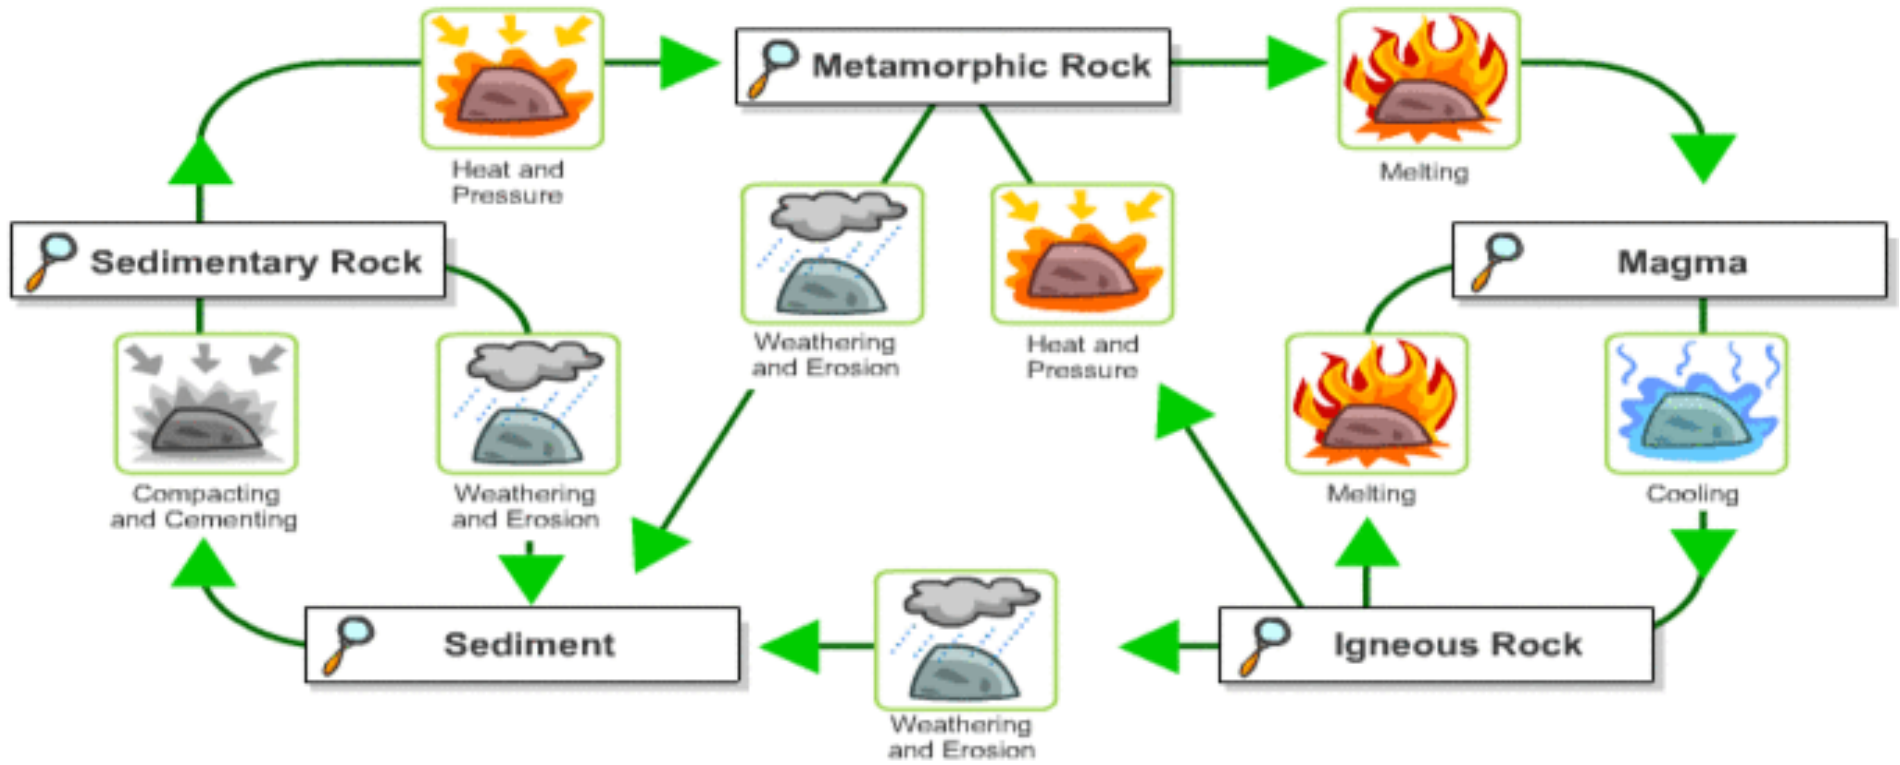 Metamorphic Rock
Heat and
Pressure
Melting
Sedimentary Rock
Magma
Weathering
and Erosion
Heat and
Pressure
Compacting
and Cementing
Weathering
and Erosion
Melting
Cooling
Sediment
Igneous Rock
Weathering
and Erosion